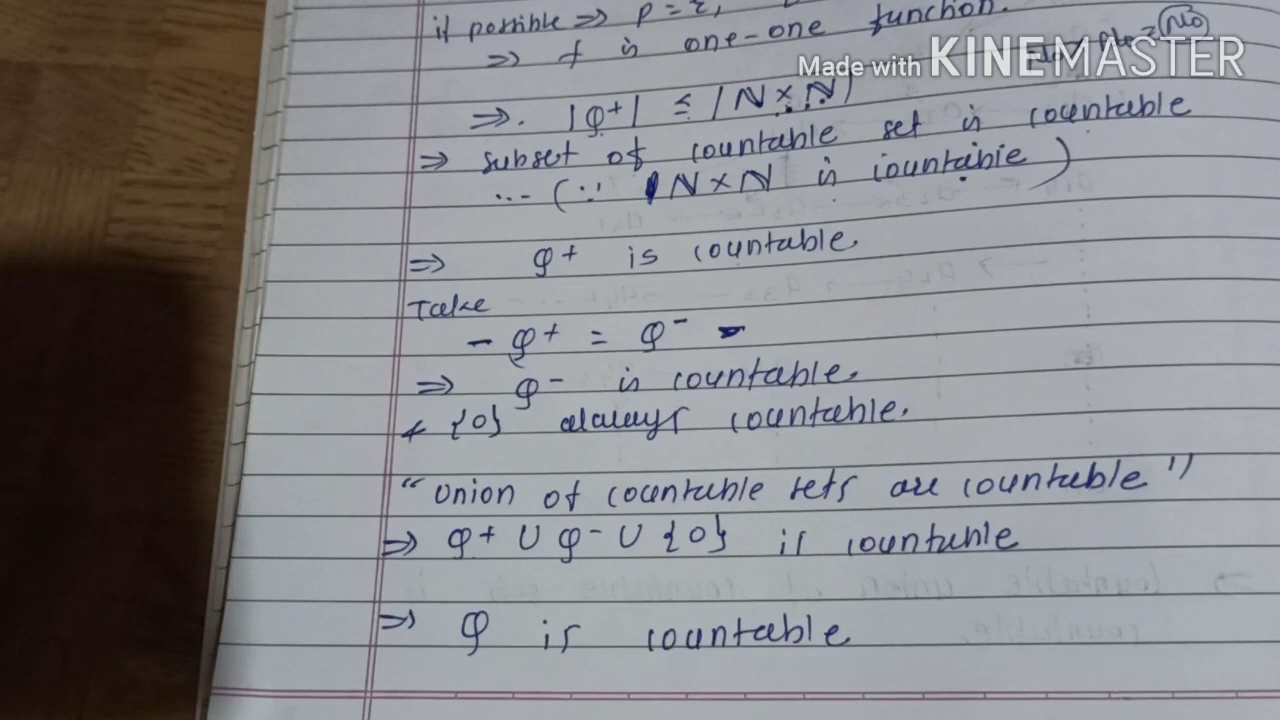 if possible ⇒ p = r,
⇒ f is one-one function.
Made with KINEMASTER
⇒. |Q+| ≤ |N×N|
⇒ subset of countable set is countable
... (∵ N×N is countable)
⇒ Q+ is countable.
Take
- Q+ = Q-
⇒ Q- is countable.
& {0} always countable.
"Union of countable sets are countable")
⇒ Q+ ∪ Q- ∪ {0} is countable
⇒ Q is countable